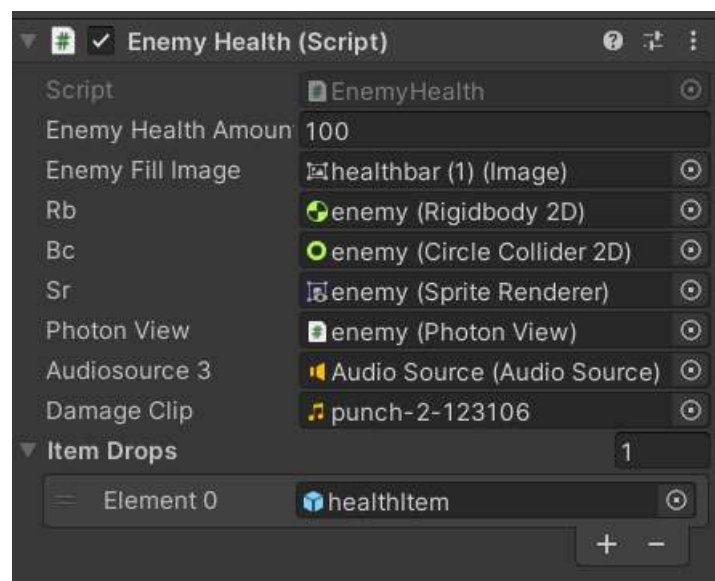 Enemy Health (Script)
Script EnemyHealth
Enemy Health Amoun 100
Enemy Fill Image healthbar (1) (Image)
Rb enemy (Rigidbody 2D)
Bc enemy (Circle Collider 2D)
Sr enemy (Sprite Renderer)
Photon View enemy (Photon View)
Audiosource 3 Audio Source (Audio Source)
Damage Clip punch-2-123106
Item Drops 1
Element 0 healthItem
+ −